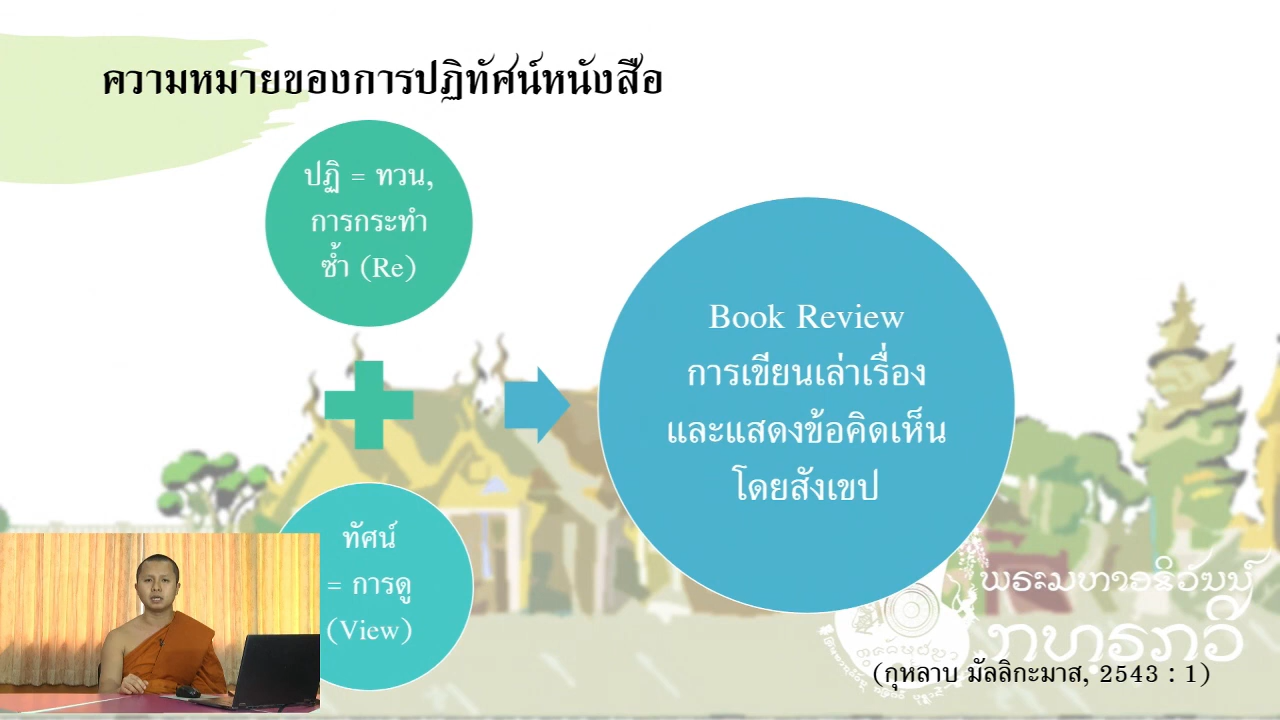 ความหมายของการปฏิทัศน์หนังสือ
ปฏิ = ทวน,
การกระทำ
ซ้ำ (Re)
ทัศน์
= การดู
(View)
Book Review
การเขียนเล่าเรื่อง
และแสดงข้อคิดเห็น
โดยสังเขป
(กุหลาบ มัลลิกะมาส, 2543 : 1)